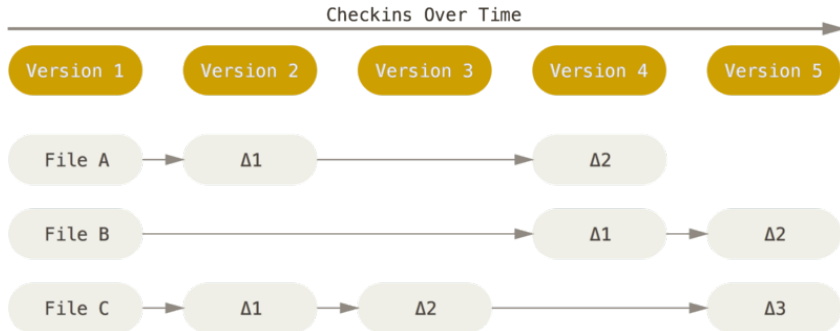 Checkins Over Time
Version 1 Version 2 Version 3 Version 4 Version 5
File A Δ1 Δ2
File B Δ1 Δ2
File C Δ1 Δ2 Δ3